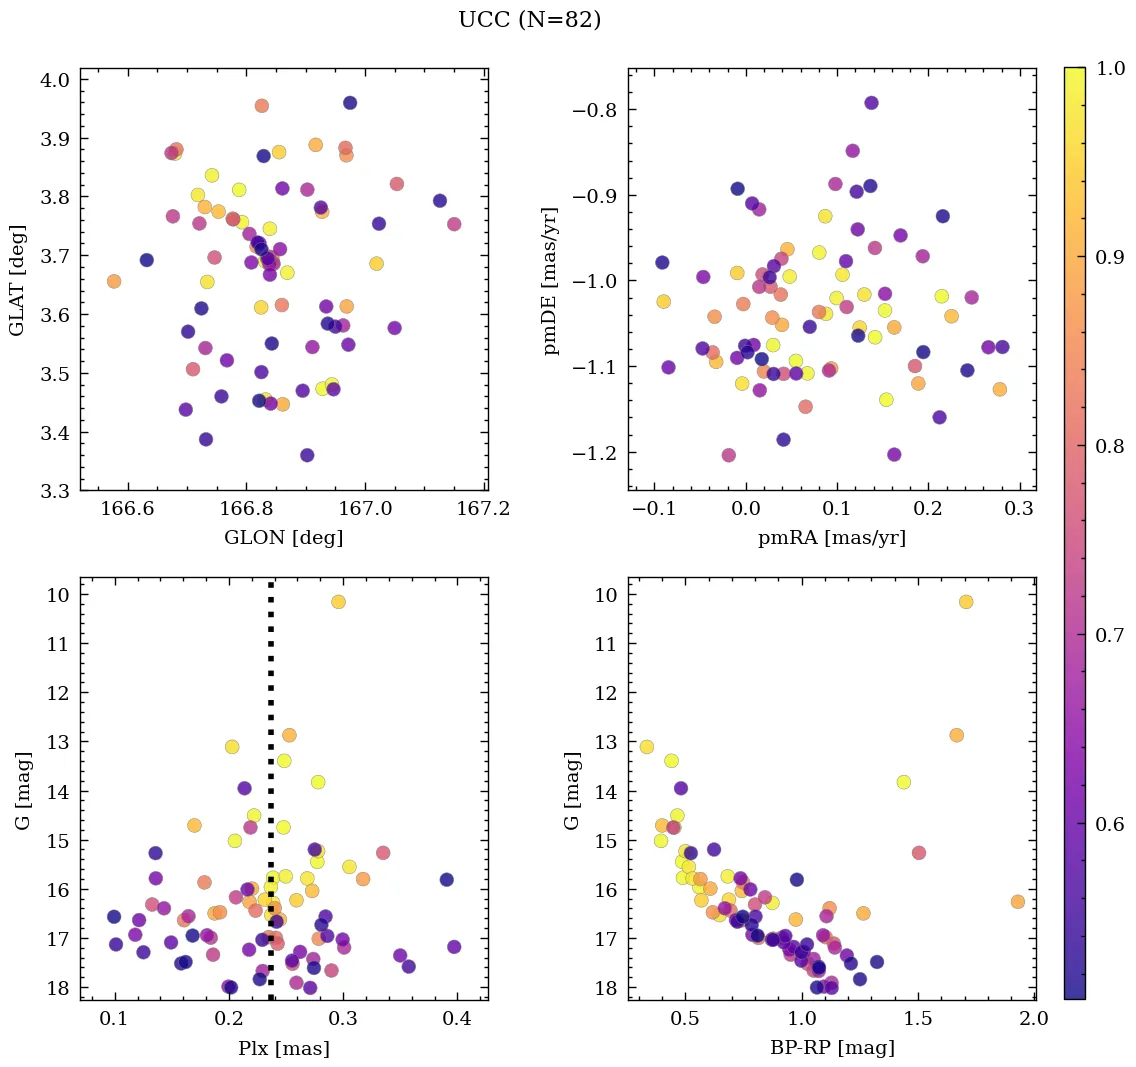 UCC (N=82)
4.0
3.9
3.8
3.7
3.6
3.5
3.4
3.3
GLAT [deg]
166.6 166.8 167.0 167.2
GLON [deg]
−0.8
−0.9
−1.0
−1.1
−1.2
pmDE [mas/yr]
−0.1 0.0 0.1 0.2 0.3
pmRA [mas/yr]
1.0
0.9
0.8
0.7
0.6
10
11
12
13
14
15
16
17
18
G [mag]
0.1 0.2 0.3 0.4
Plx [mas]
10
11
12
13
14
15
16
17
18
G [mag]
0.5 1.0 1.5 2.0
BP-RP [mag]